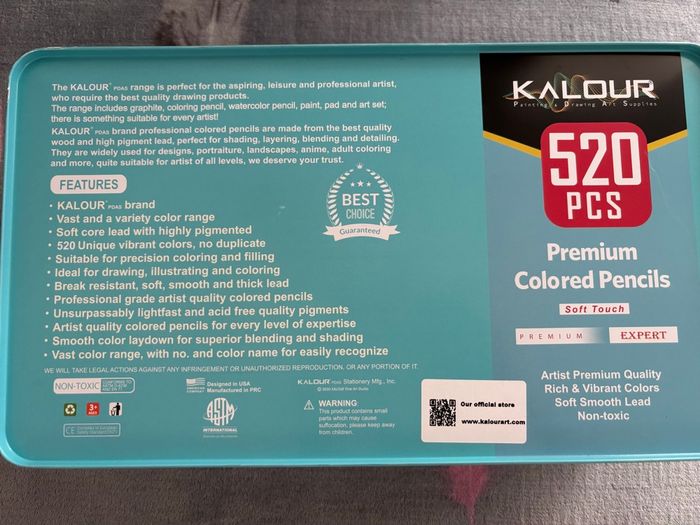 The KALOUR PDAS range is perfect for the aspiring, leisure and professional artist,
who require the best quality drawing products.
The range includes graphite, coloring pencil, watercolor pencil, paint, pad and art set;
there is something suitable for every artist!
KALOUR PDAS brand professional colored pencils are made from the best quality
wood and high pigment lead, perfect for shading, layering, blending and detailing.
They are widely used for designs, portraiture, landscapes, anime, adult coloring
and more, quite suitable for artist of all levels, we deserve your trust.
FEATURES
• KALOUR PDAS brand
• Vast and a variety color range
• Soft core lead with highly pigmented
• 520 Unique vibrant colors, no duplicate
• Suitable for precision coloring and filling
• Ideal for drawing, illustrating and coloring
• Break resistant, soft, smooth and thick lead
• Professional grade artist quality colored pencils
• Unsurpassably lightfast and acid free quality pigments
• Artist quality colored pencils for every level of expertise
• Smooth color laydown for superior blending and shading
• Vast color range, with no. and color name for easily recognize
BEST
CHOICE
Guaranteed
WE WILL TAKE LEGAL ACTIONS AGAINST ANY INFRINGEMENT OR UNAUTHORIZED REPRODUCTION. OR ANY PORTION OF IT.
NON-TOXIC
CONFORMS TO
ASTM D-4236
AND EN 71
Designed in USA
Manufactured in PRC
KALOUR PDAS Stationery Mfg., Inc.
3+
AGES
CE
ASTM
INTERNATIONAL
WARNING
This product contains small
parts which may cause
suffocation, please keep away
from children.
Our official store
www.kalourart.com
KALOUR
Painting & Drawing Art Supplies
520
PCS
Premium
Colored Pencils
Soft Touch
PREMIUM
EXPERT
Artist Premium Quality
Rich & Vibrant Colors
Soft Smooth Lead
Non-toxic